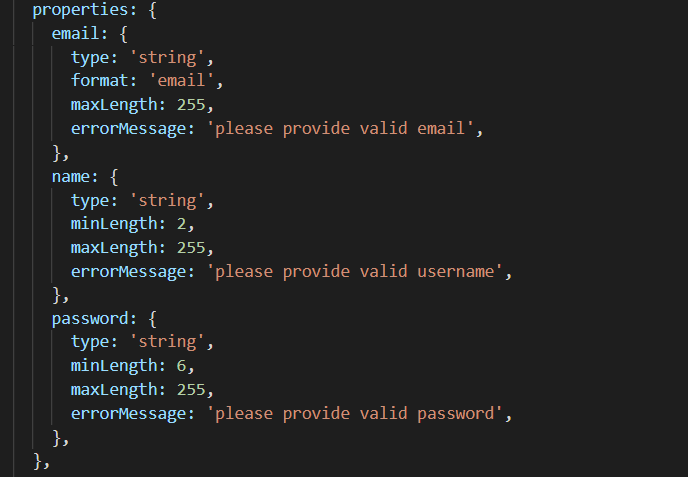 properties: {
email: {
type: 'string',
format: 'email',
maxLength: 255,
errorMessage: 'please provide valid email',
},
name: {
type: 'string',
minLength: 2,
maxLength: 255,
errorMessage: 'please provide valid username',
},
password: {
type: 'string',
minLength: 6,
maxLength: 255,
errorMessage: 'please provide valid password',
},
},